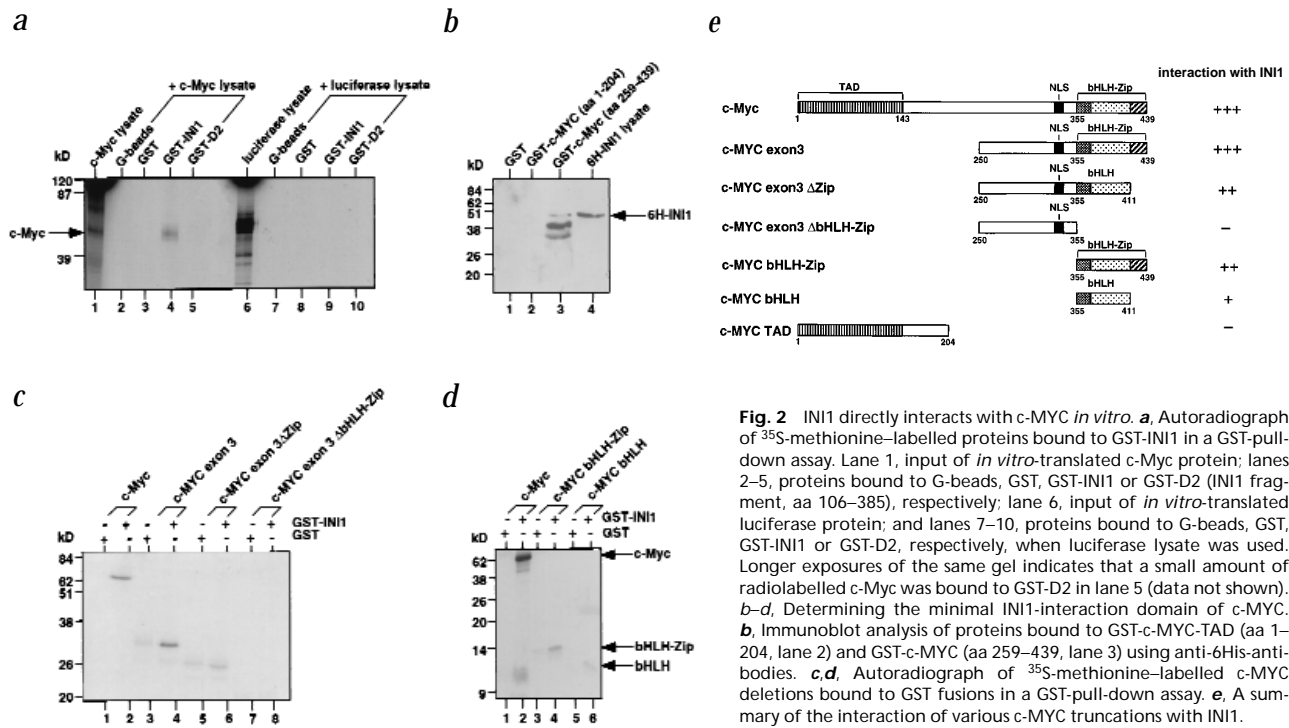 a
+ c-Myc lysate
+ luciferase lysate
c-Myc lysate
G-beads
GST
GST-INI1
GST-D2
luciferase lysate
G-beads
GST
GST-INI1
GST-D2
kD
120
87
c-Myc
39
1 2 3 4 5 6 7 8 9 10
b
GST
GST-c-MYC (aa 1-204)
GST-c-Myc (aa 259-439)
6H-INI1 lysate
kD
84
62
51
38
26
20
6H-INI1
1 2 3 4
c
c-Myc
c-MYC exon 3
c-MYC exon 3ΔZip
c-MYC exon 3 ΔbHLH-Zip
- + - + - + - + GST-INI1
+ - + - + - + - GST
kD
84
62
51
38
26
20
1 2 3 4 5 6 7 8
d
c-Myc
c-MYC bHLH-Zip
c-MYC bHLH
- + - + - + GST-INI1
+ - + - + - GST
kD
62
52
38
26
14
9
c-Myc
bHLH-Zip
bHLH
1 2 3 4 5 6
e
interaction with INI1
TAD
NLS
bHLH-Zip
c-Myc
+++
1 143 355 439
NLS
bHLH-Zip
c-MYC exon3
+++
250 355 439
NLS
bHLH
c-MYC exon3 ΔZip
++
250 355 411
NLS
c-MYC exon3 ΔbHLH-Zip
–
250 355
bHLH-Zip
c-MYC bHLH-Zip
++
355 439
bHLH
c-MYC bHLH
+
355 411
c-MYC TAD
–
1 204
Fig. 2 INI1 directly interacts with c-MYC in vitro. a, Autoradiograph
of ³⁵S-methionine–labelled proteins bound to GST-INI1 in a GST-pull-
down assay. Lane 1, input of in vitro-translated c-Myc protein; lanes
2–5, proteins bound to G-beads, GST, GST-INI1 or GST-D2 (INI1 frag-
ment, aa 106–385), respectively; lane 6, input of in vitro-translated
luciferase protein; and lanes 7–10, proteins bound to G-beads, GST,
GST-INI1 or GST-D2, respectively, when luciferase lysate was used.
Longer exposures of the same gel indicates that a small amount of
radiolabelled c-Myc was bound to GST-D2 in lane 5 (data not shown).
b–d, Determining the minimal INI1-interaction domain of c-MYC.
b, Immunoblot analysis of proteins bound to GST-c-MYC-TAD (aa 1–
204, lane 2) and GST-c-MYC (aa 259–439, lane 3) using anti-6His-anti-
bodies. c,d, Autoradiograph of ³⁵S-methionine–labelled c-MYC
deletions bound to GST fusions in a GST-pull-down assay. e, A sum-
mary of the interaction of various c-MYC truncations with INI1.